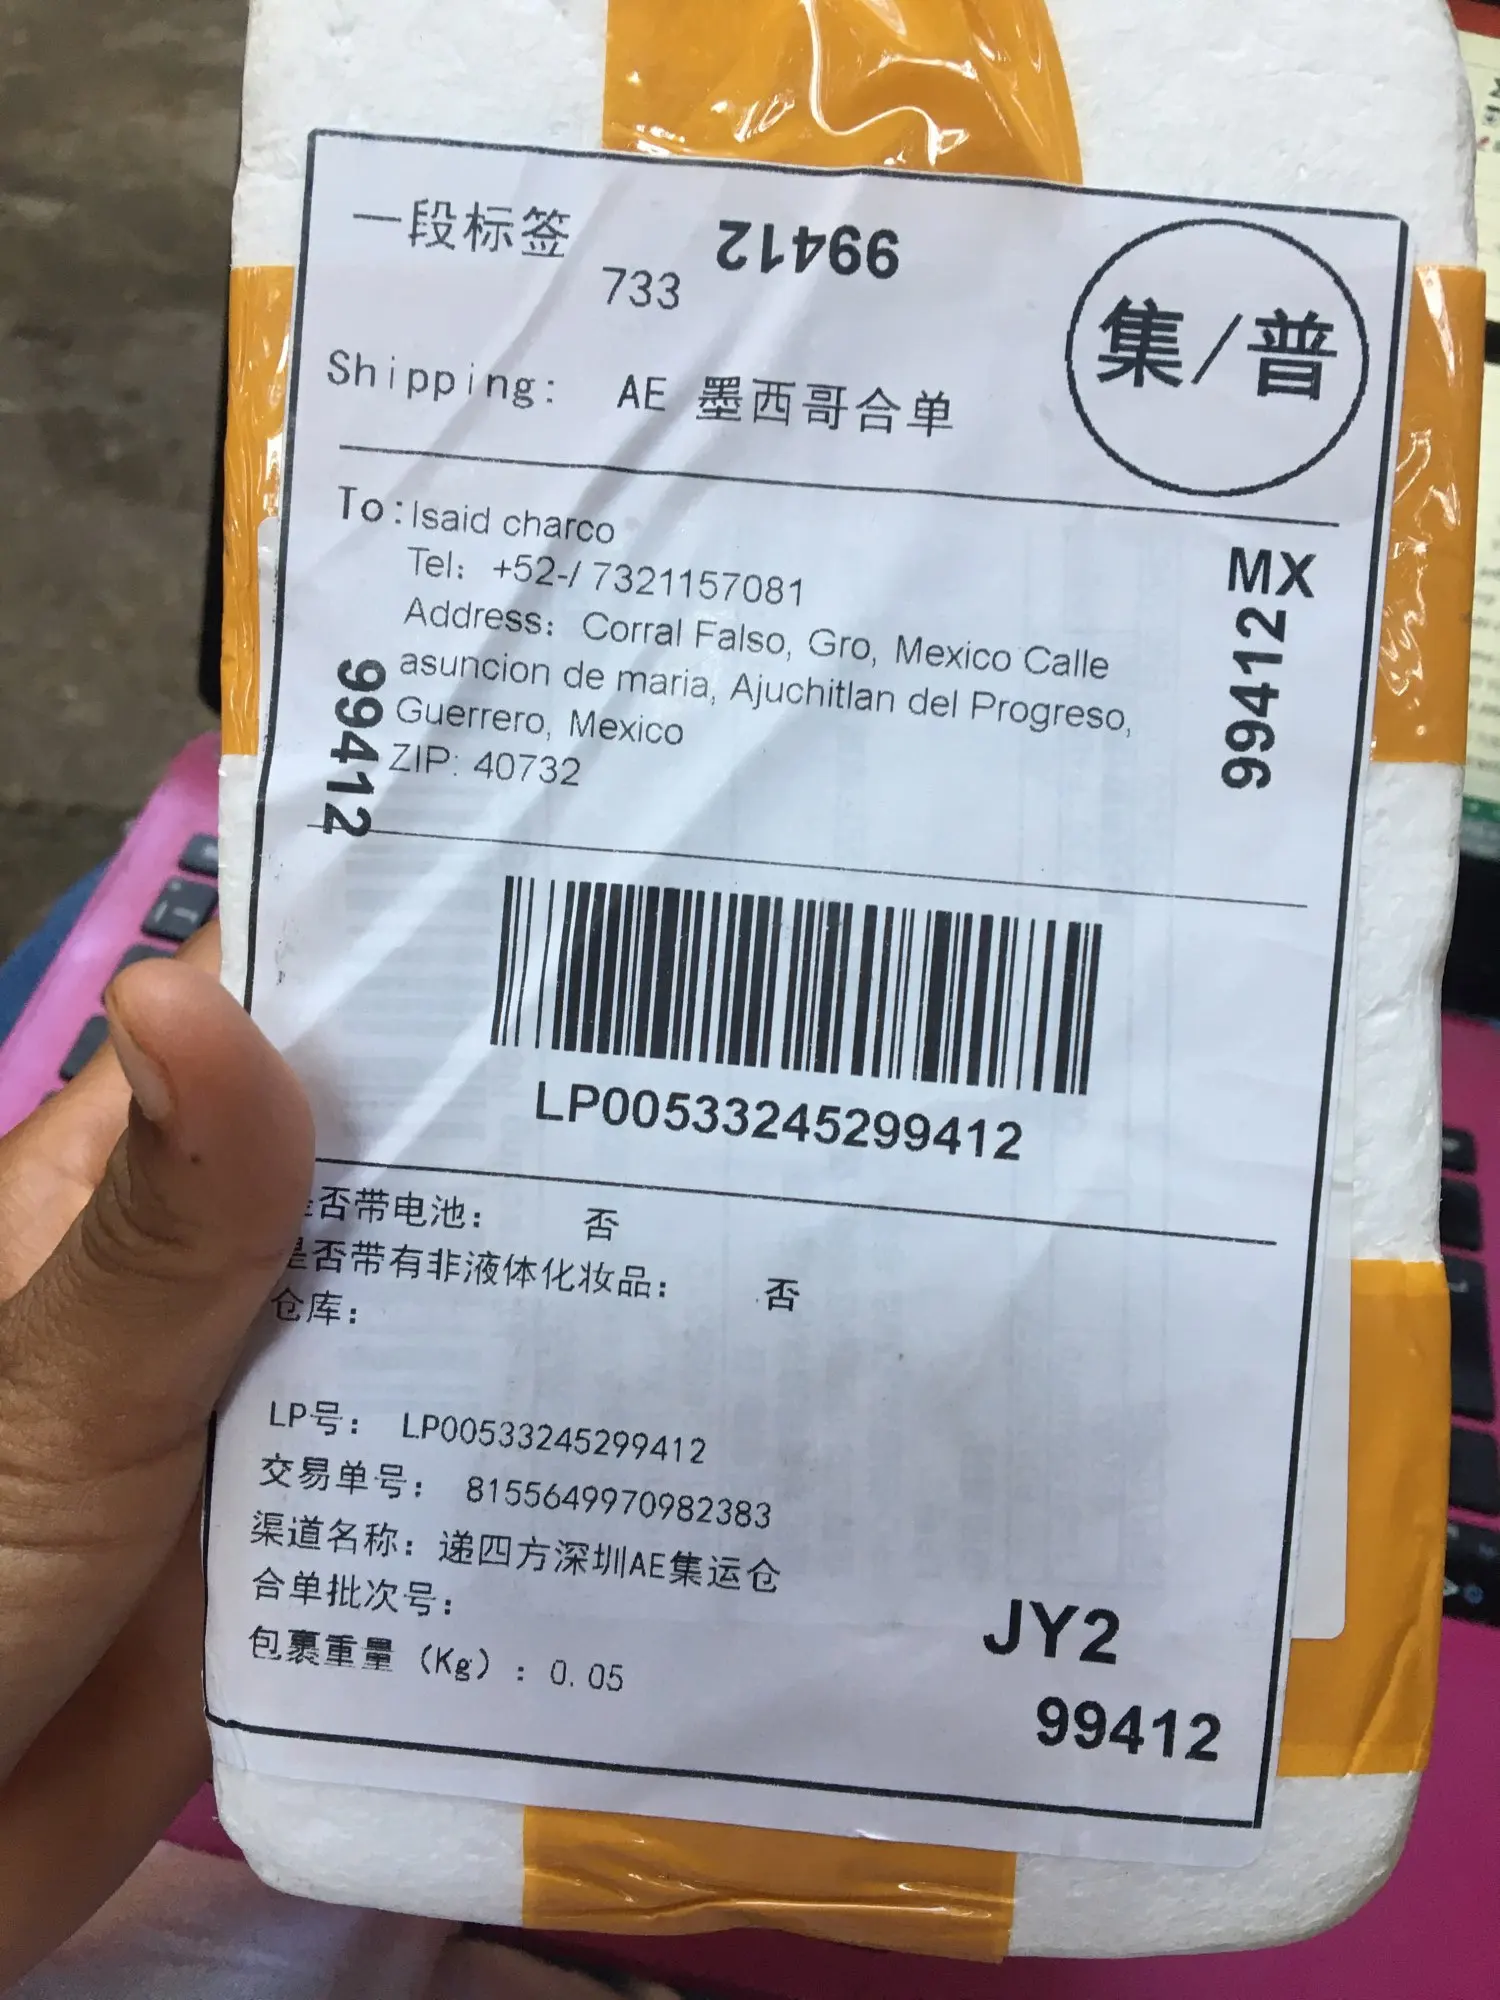 一段标签
99412
733
集/普
Shipping: AE 墨西哥合单
To:Isaid charco
Tel: +52-/ 7321157081
Address: Corral Falso, Gro, Mexico Calle
asuncion de maria, Ajuchitlan del Progreso,
Guerrero, Mexico
ZIP: 40732
99412
MX
99412
LP00533245299412
是否带电池: 否
是否带有非液体化妆品: 否
仓库:
LP号: LP00533245299412
交易单号: 8155649970982383
渠道名称: 递四方深圳AE集运仓
合单批次号:
包裹重量 (Kg) : 0.05
JY2
99412